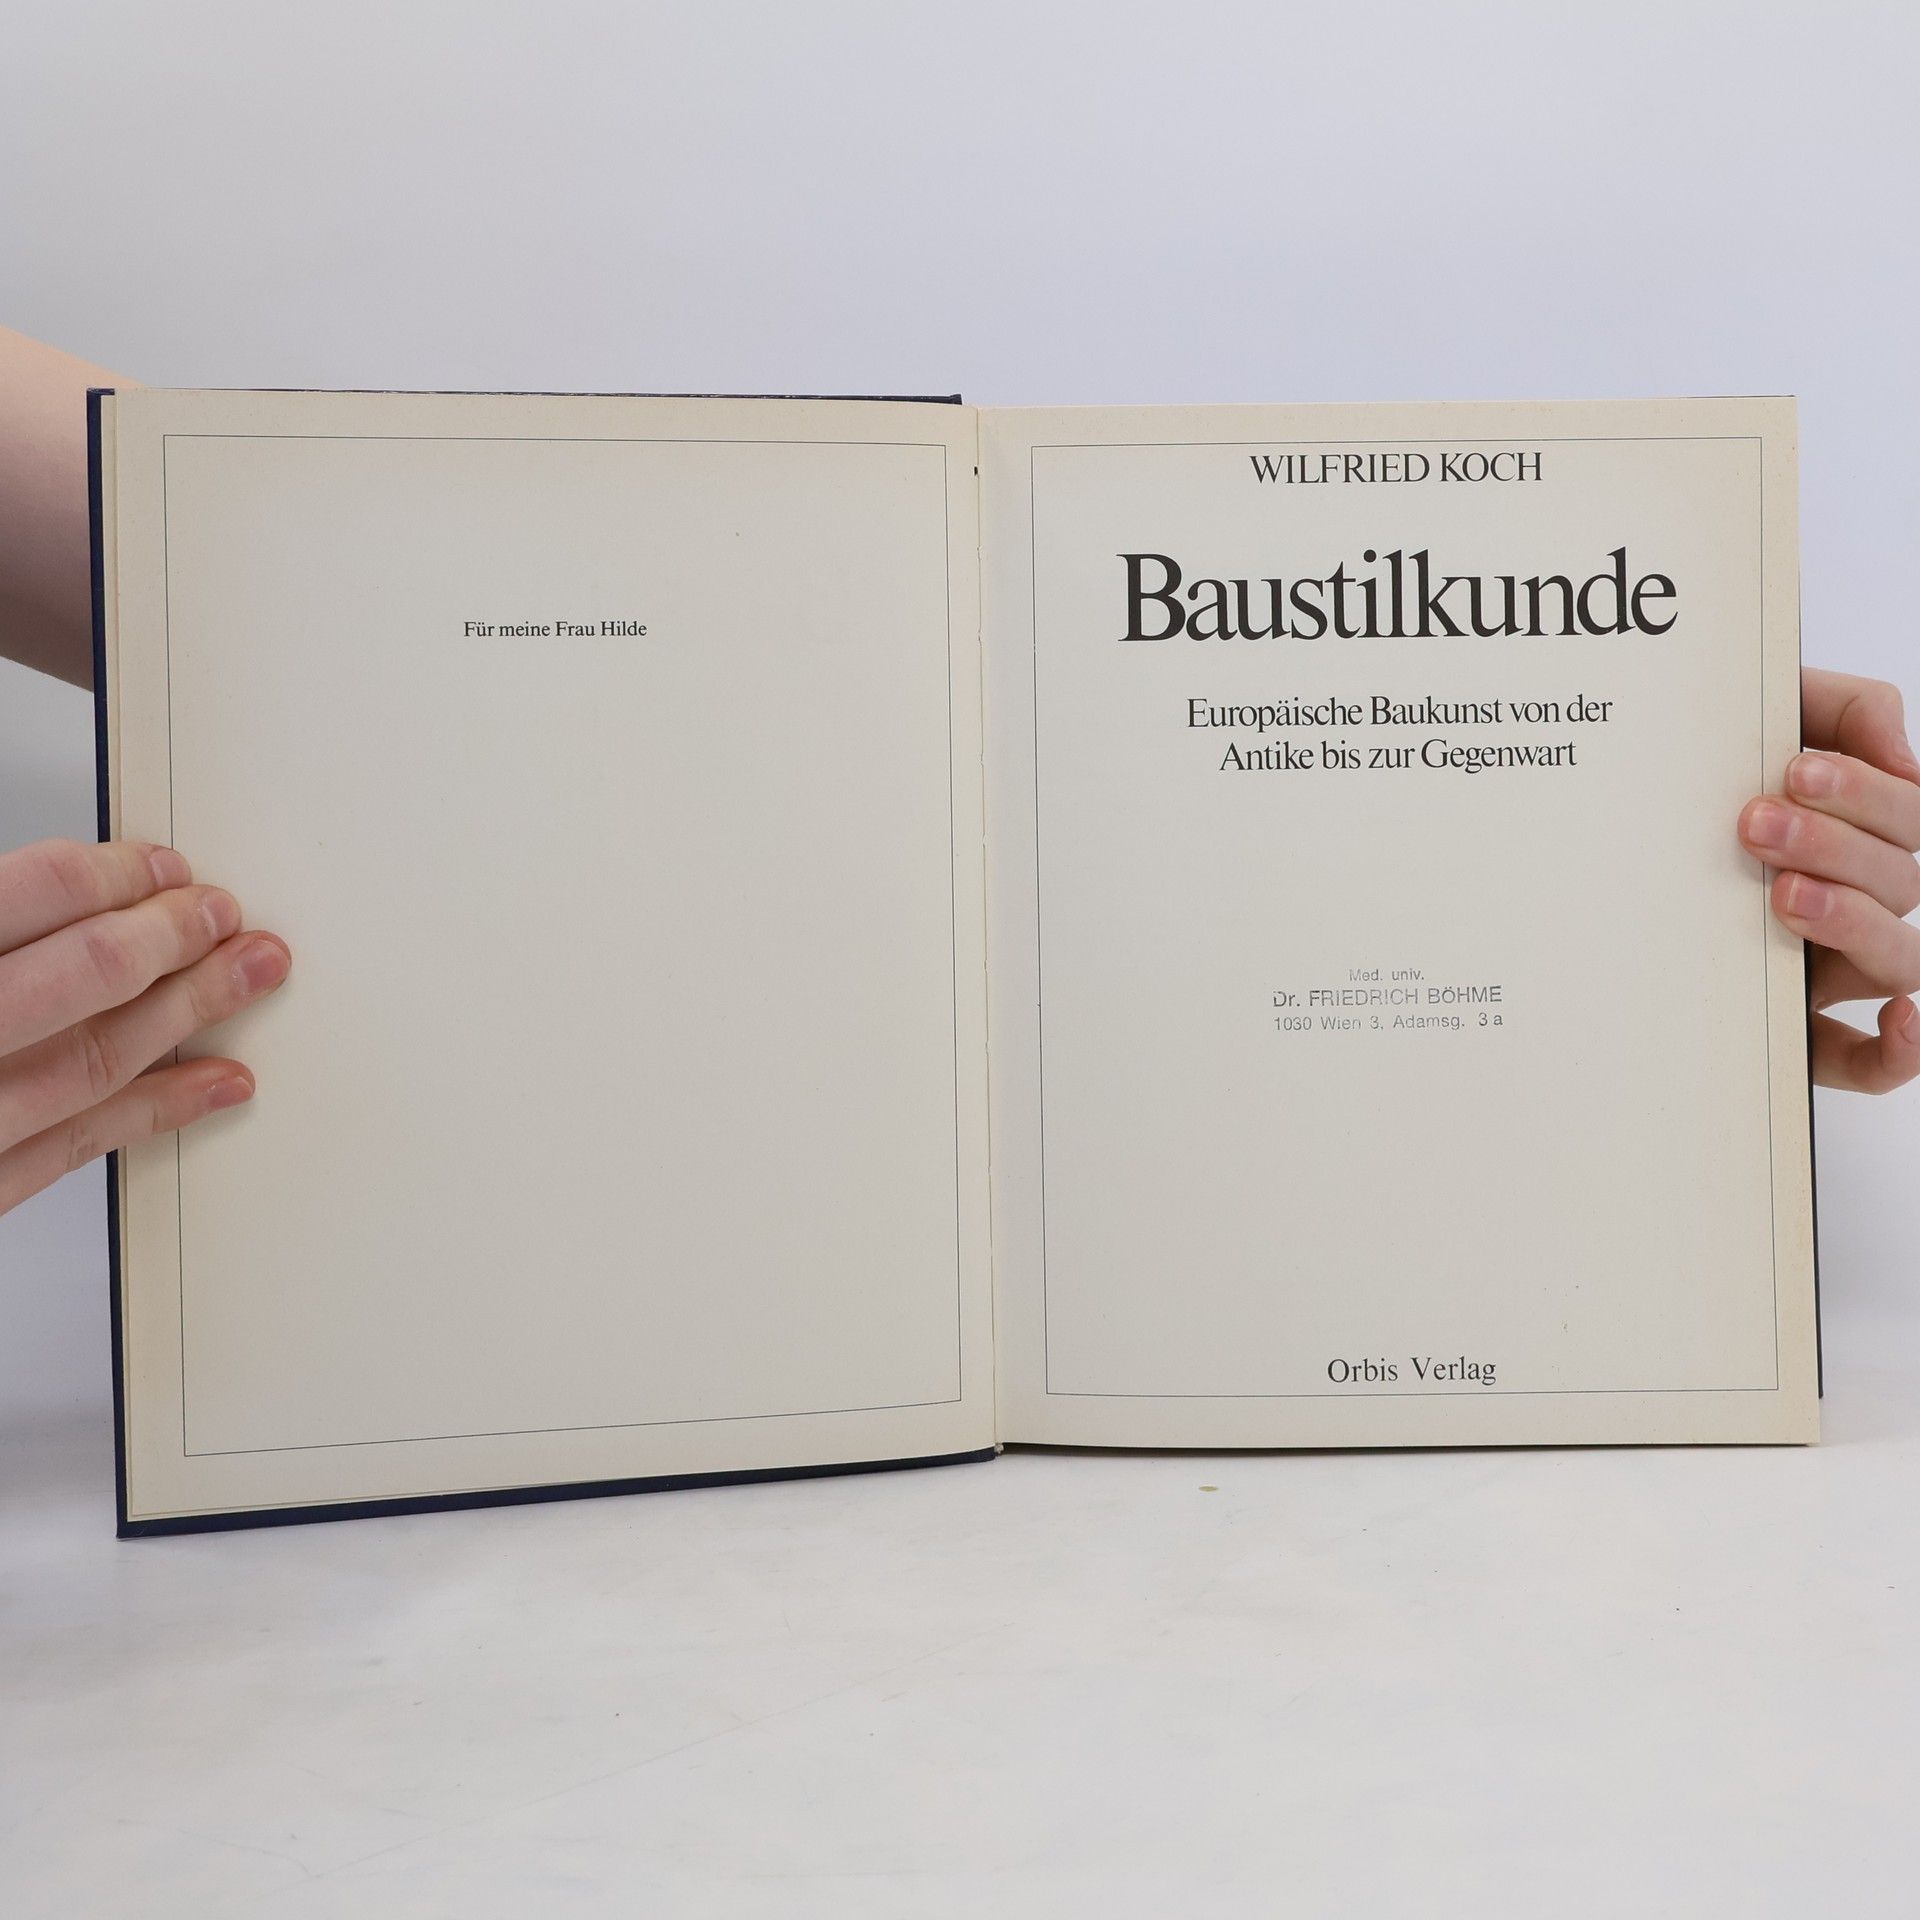 Für meine Frau Hilde
WILFRIED KOCH
Baustilkunde
Europäische Baukunst von der
Antike bis zur Gegenwart
Med. univ.
Dr. FRIEDRICH BÖHME
1030 Wien 3, Adamsg. 3 a
Orbis Verlag